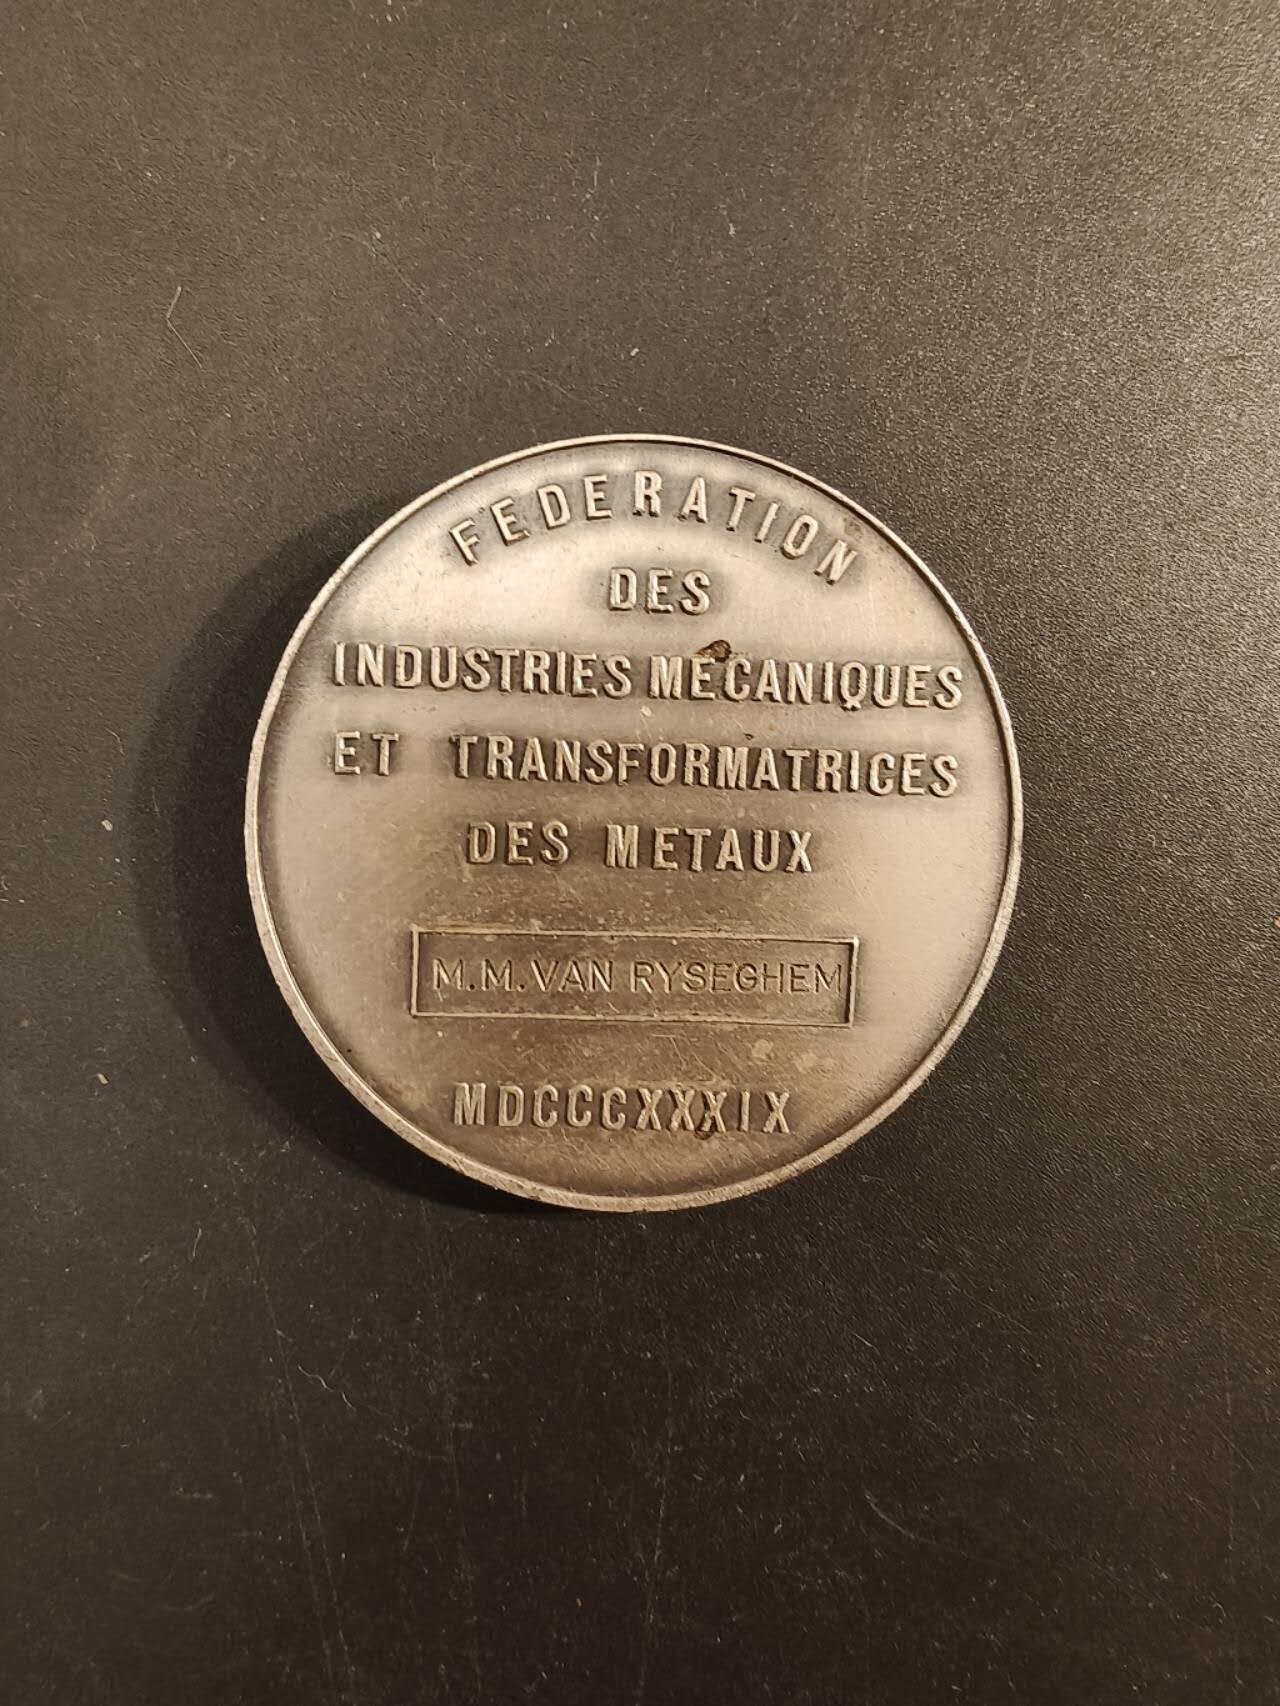 FEDERATION
DES
INDUSTRIES MECANIQUES
ET TRANSFORMATRICES
DES METAUX
M.M.VAN RYSEGHEM
MDCCCXXXIX